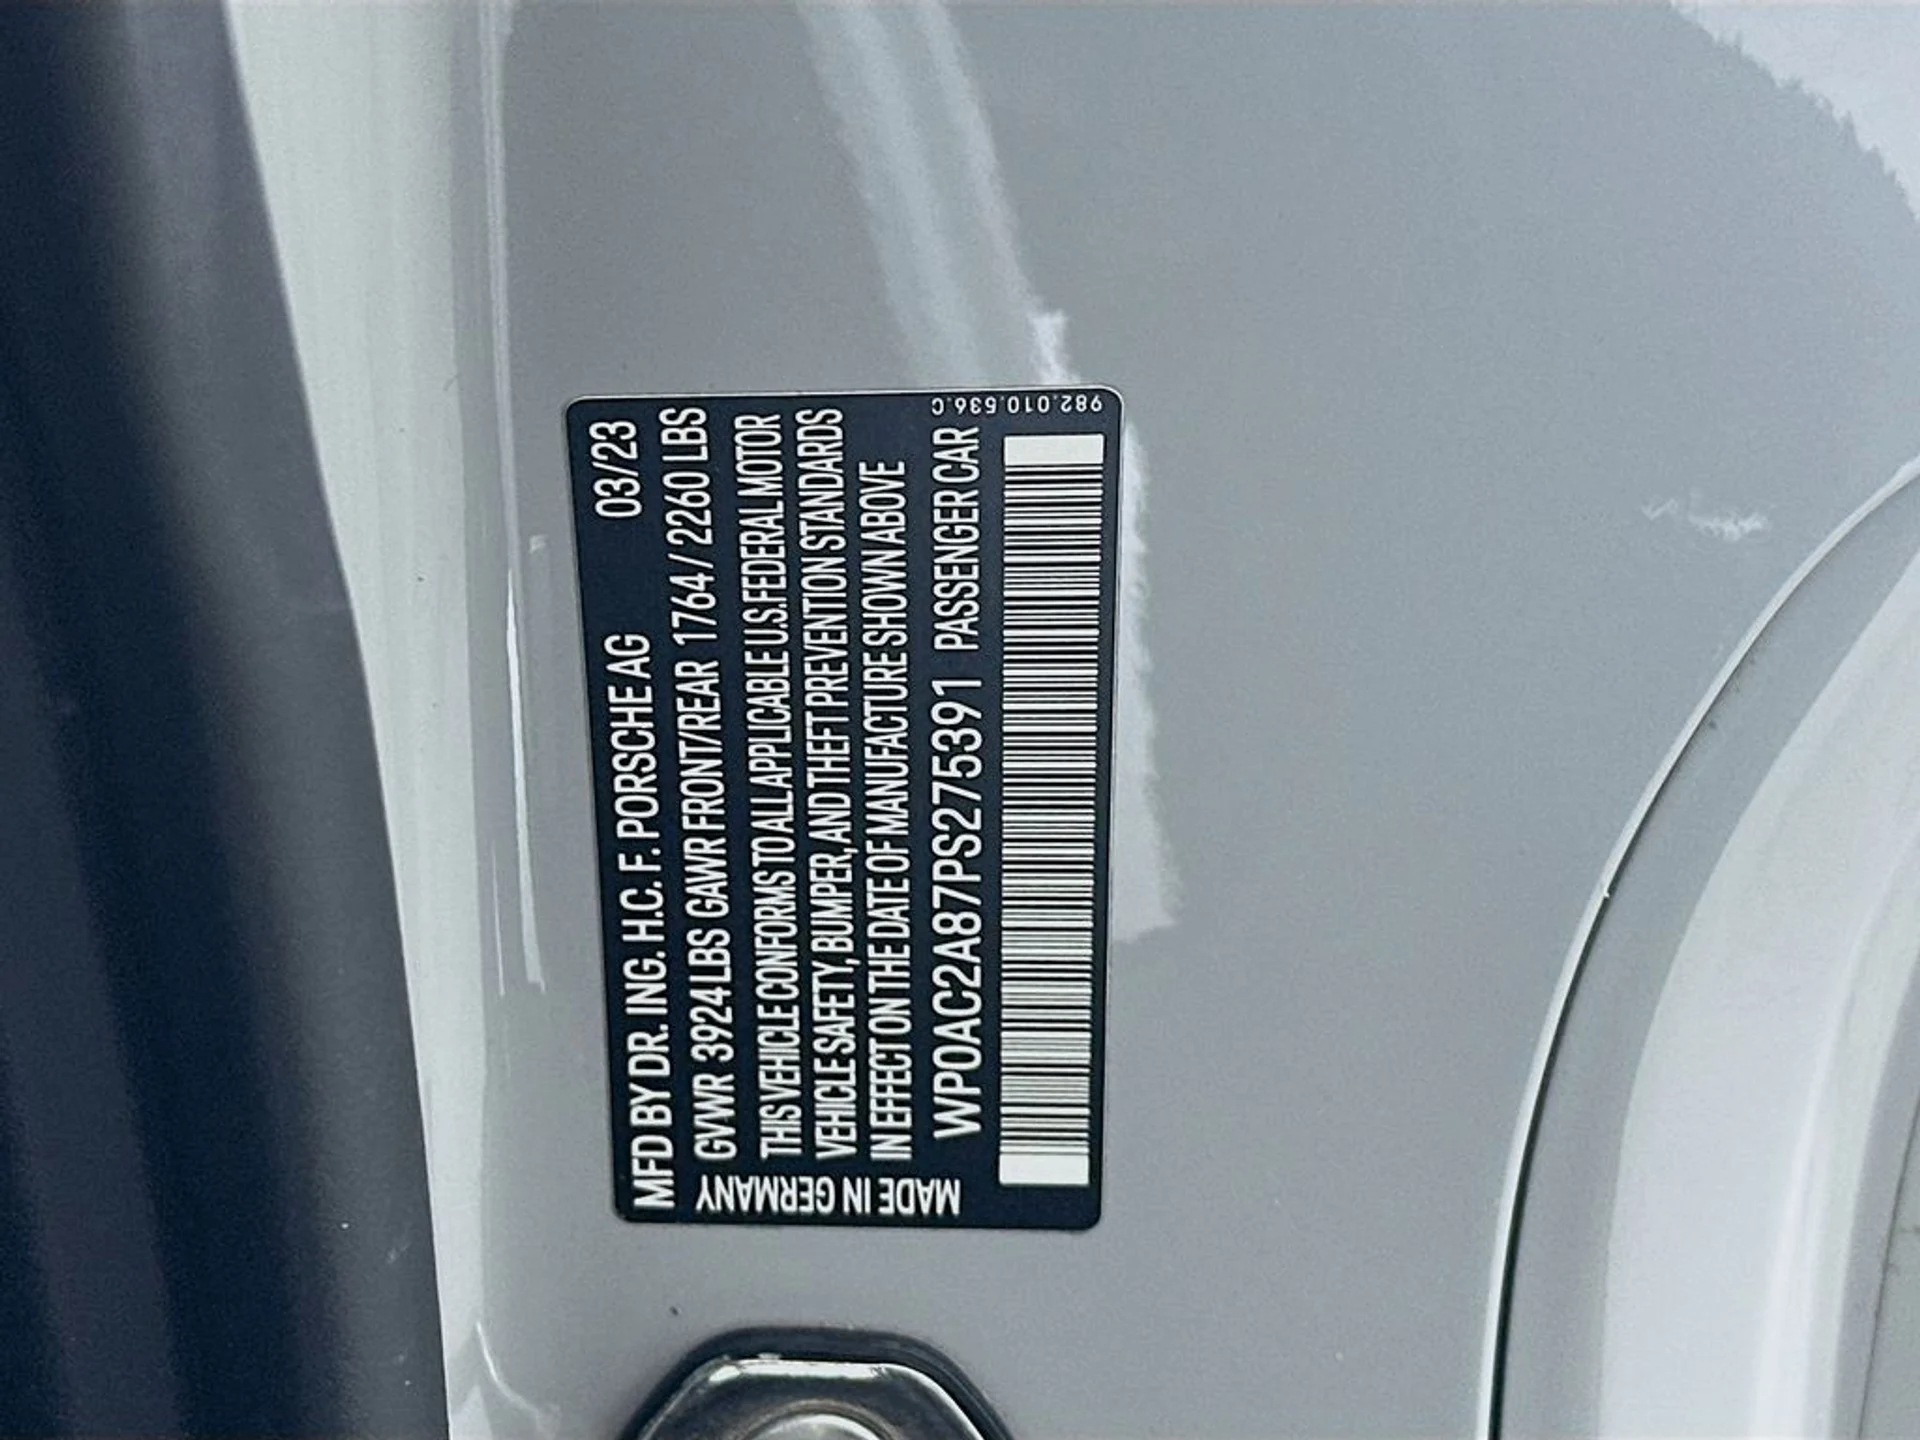 MFD BY DR. ING. H.C. F. PORSCHE AG 03/23
GVWR 3924 LBS GAWR FRONT/REAR 1764 / 2260 LBS
THIS VEHICLE CONFORMS TO ALL APPLICABLE U.S. FEDERAL MOTOR
VEHICLE SAFETY, BUMPER, AND THEFT PREVENTION STANDARDS
IN EFFECT ON THE DATE OF MANUFACTURE SHOWN ABOVE
WP0AC2A87PS275391 PASSENGER CAR
MADE IN GERMANY
982.010.536.C